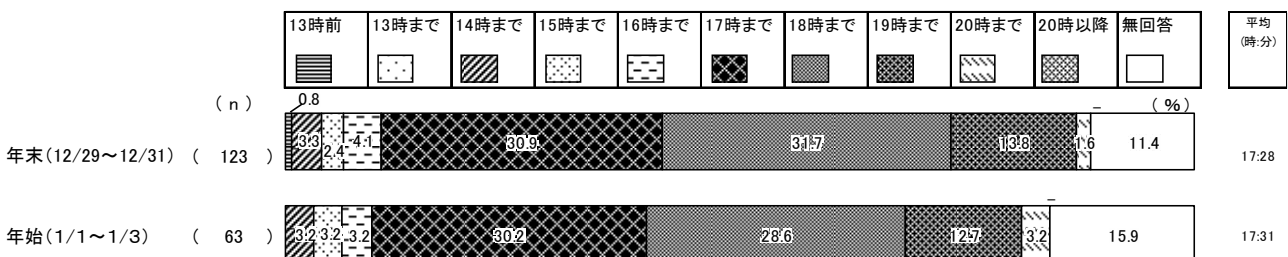 13時前 13時まで 14時まで 15時まで 16時まで 17時まで 18時まで 19時まで 20時まで 20時以降 無回答 平均
(時:分)
(n) 0.8 – (%)
年末(12/29～12/31) ( 123 ) 3.3 2.4 4.1 30.9 31.7 13.8 1.6 11.4 17:28
–
年始(1/1～1/3) ( 63 ) 3.2 3.2 3.2 30.2 28.6 12.7 3.2 15.9 17:31